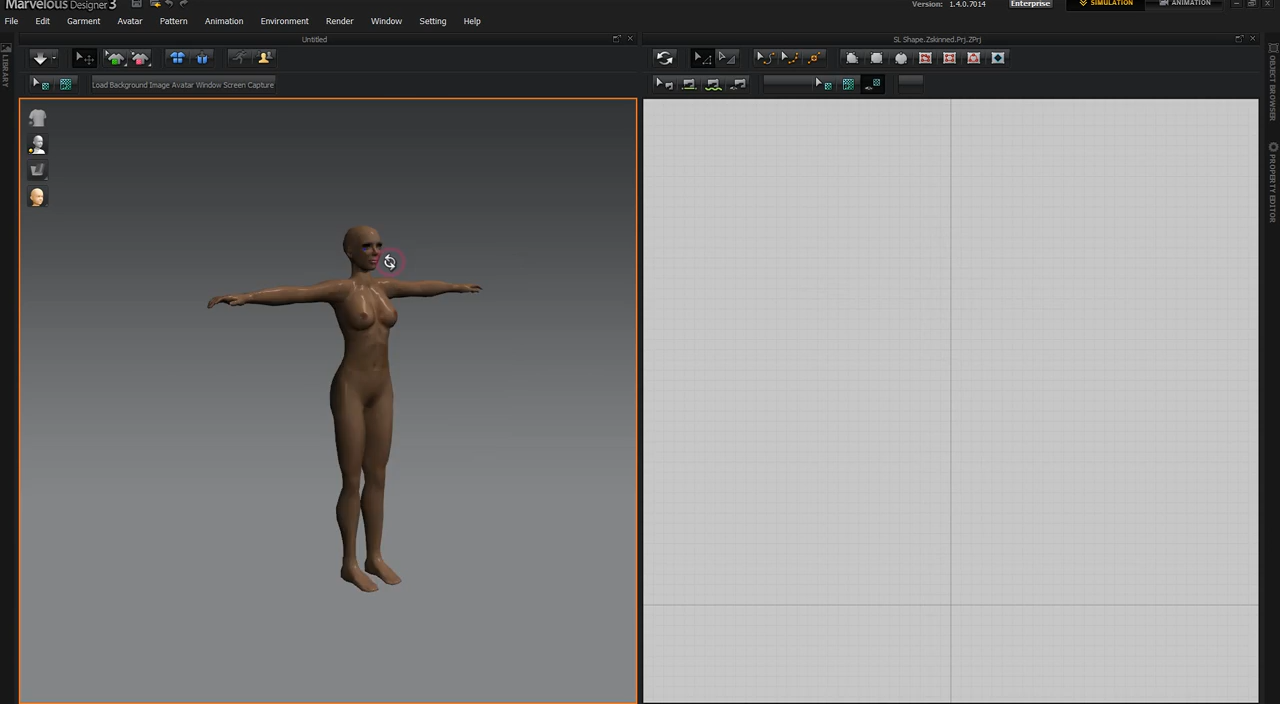 Marvelous Designer 3
Version: 1.4.0.7014
Enterprise
SIMULATION
ANIMATION
File
Edit
Garment
Avatar
Pattern
Animation
Environment
Render
Window
Setting
Help
Untitled
SL Shape.Zskinned.Prj.ZPrj
Load Background Image Avatar Window Screen Capture
LIBRARY
OBJECT BROWSER
PROPERTY EDITOR